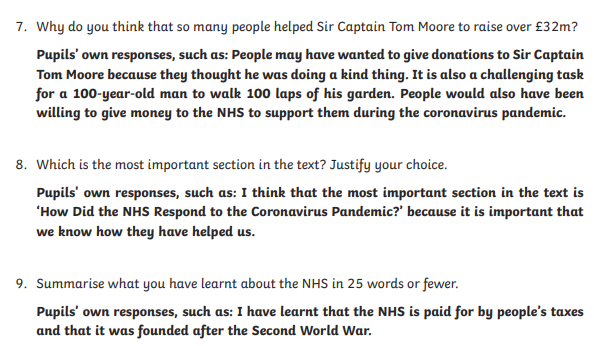 7. Why do you think that so many people helped Sir Captain Tom Moore to raise over £32m?
Pupils' own responses, such as: People may have wanted to give donations to Sir Captain
Tom Moore because they thought he was doing a kind thing. It is also a challenging task
for a 100-year-old man to walk 100 laps of his garden. People would also have been
willing to give money to the NHS to support them during the coronavirus pandemic.
8. Which is the most important section in the text? Justify your choice.
Pupils' own responses, such as: I think that the most important section in the text is
'How Did the NHS Respond to the Coronavirus Pandemic?' because it is important that
we know how they have helped us.
9. Summarise what you have learnt about the NHS in 25 words or fewer.
Pupils' own responses, such as: I have learnt that the NHS is paid for by people's taxes
and that it was founded after the Second World War.